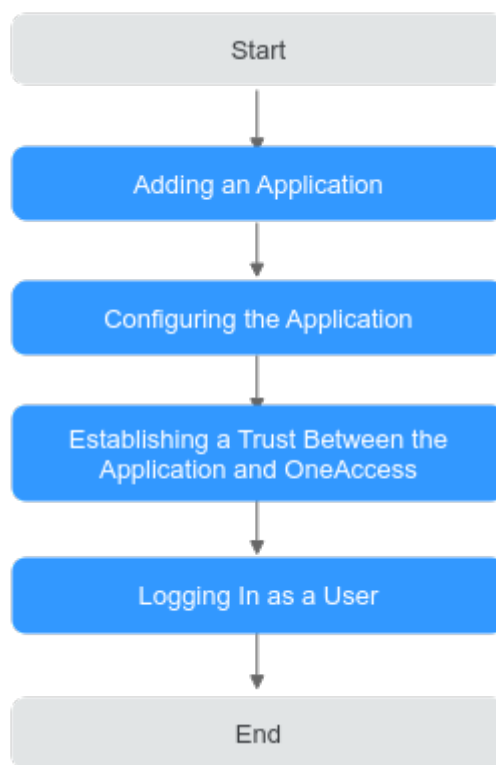 Start
Adding an Application
Configuring the Application
Establishing a Trust Between the
Application and OneAccess
Logging In as a User
End